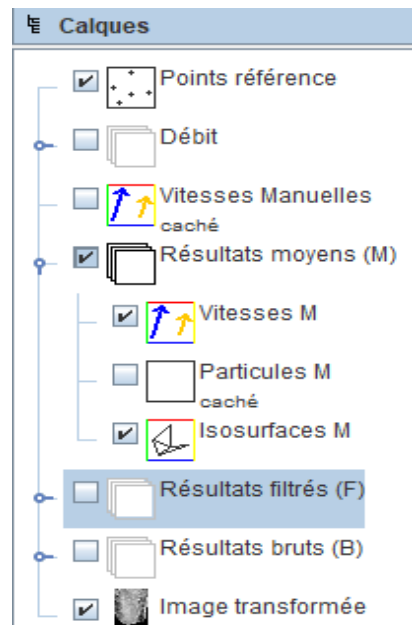 Calques
Points référence
Débit
Vitesses Manuelles
caché
Résultats moyens (M)
Vitesses M
Particules M
caché
Isosurfaces M
Résultats filtrés (F)
Résultats bruts (B)
Image transformée